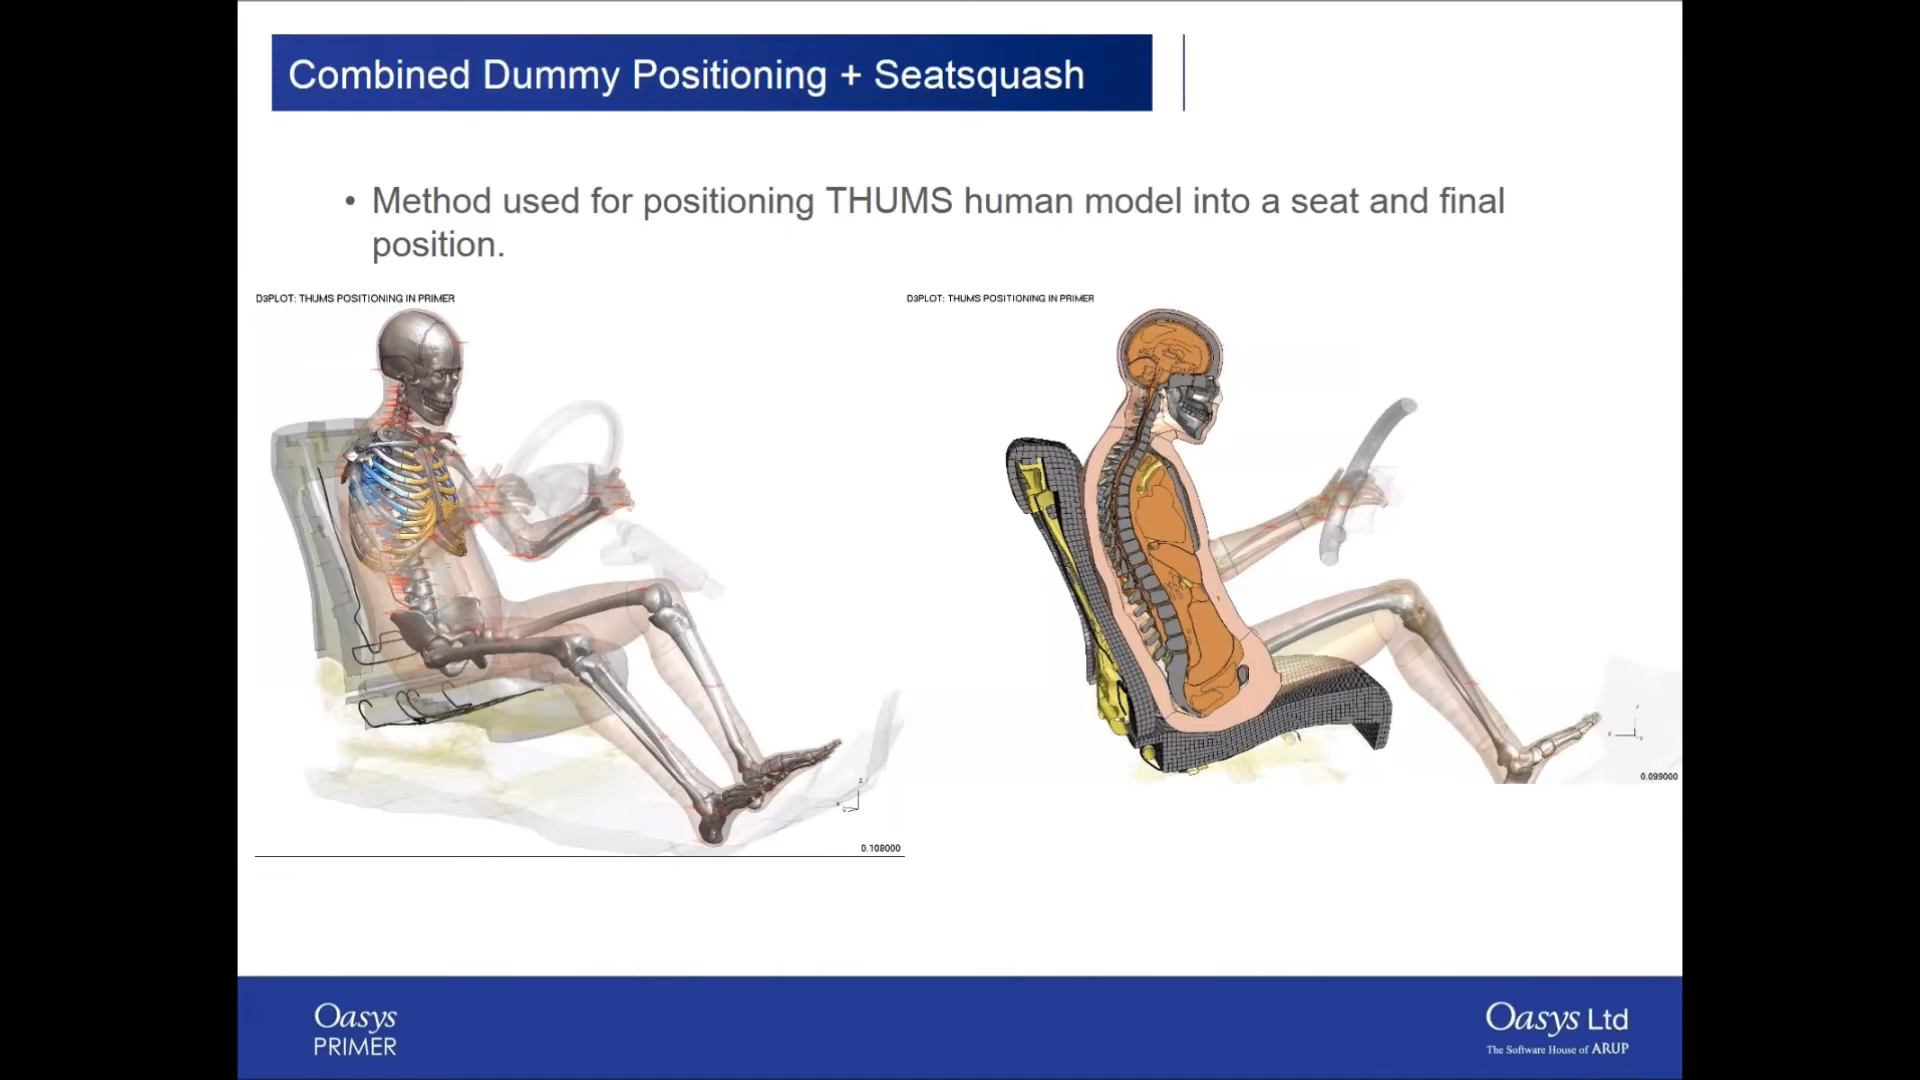 Combined Dummy Positioning + Seatsquash
• Method used for positioning THUMS human model into a seat and final
position.
D3PLOT: THUMS POSITIONING IN PRIMER
D3PLOT: THUMS POSITIONING IN PRIMER
0.099000
0.108000
Oasys
PRIMER
Oasys Ltd
The Software House of ARUP